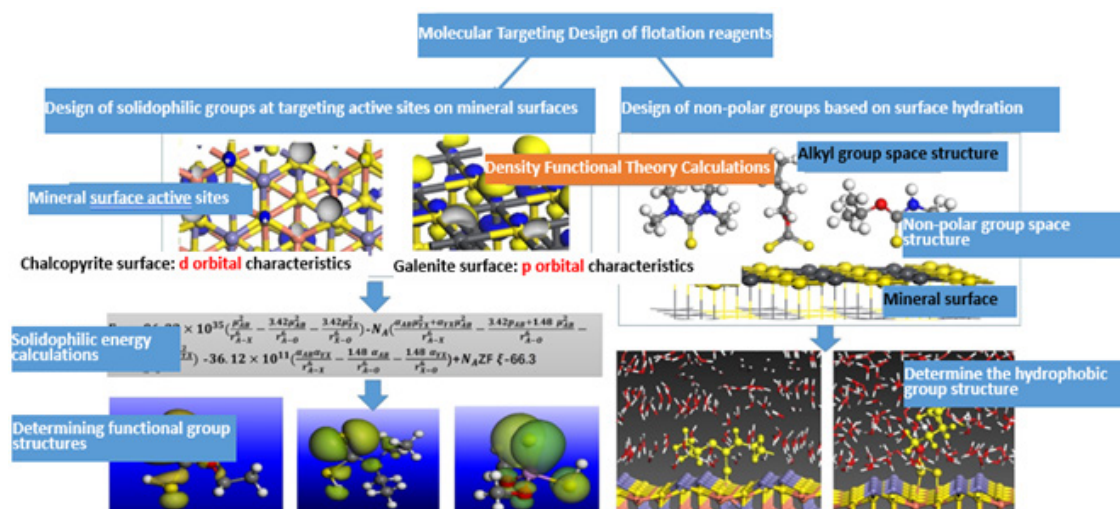 Molecular Targeting Design of flotation reagents
Design of solidophilic groups at targeting active sites on mineral surfaces
Design of non-polar groups based on surface hydration
Density Functional Theory Calculations
Alkyl group space structure
Mineral surface active sites
Non-polar group space
structure
Chalcopyrite surface: d orbital characteristics
Galenite surface: p orbital characteristics
Mineral surface
Solidophilic energy
calculations
Determine the hydrophobic
group structure
Determining functional group
structures